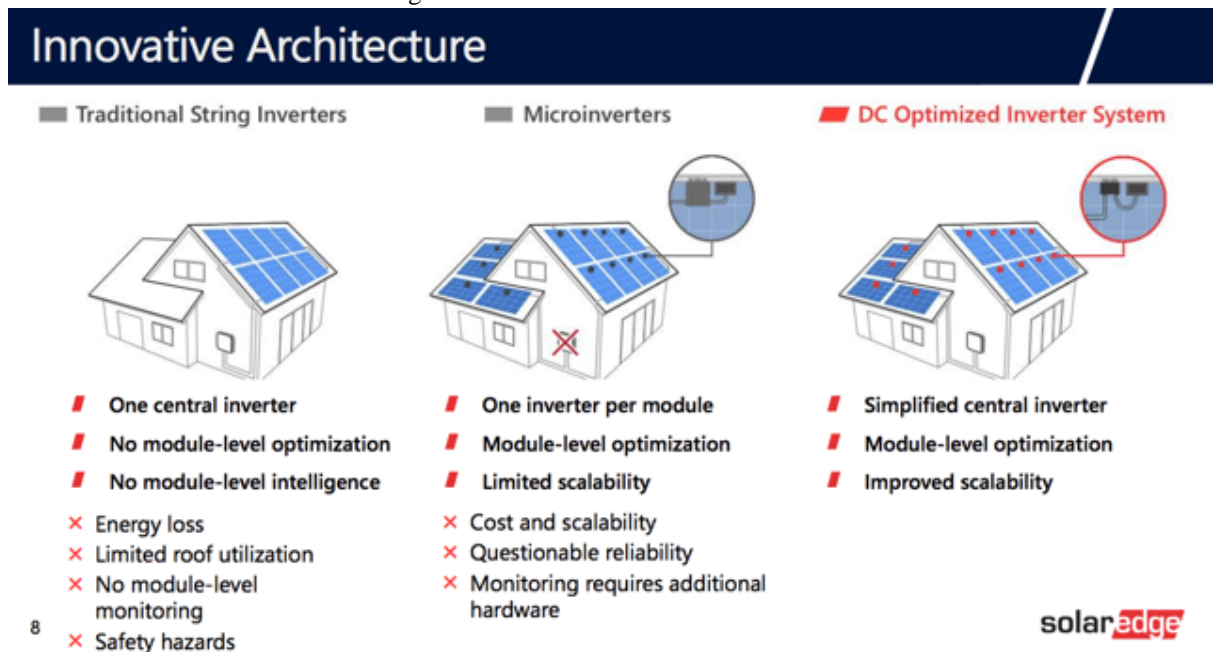 Innovative Architecture
Traditional String Inverters
One central inverter
No module-level optimization
No module-level intelligence
× Energy loss
× Limited roof utilization
× No module-level
monitoring
× Safety hazards
Microinverters
One inverter per module
Module-level optimization
Limited scalability
× Cost and scalability
× Questionable reliability
× Monitoring requires additional
hardware
DC Optimized Inverter System
Simplified central inverter
Module-level optimization
Improved scalability
8
solaredge